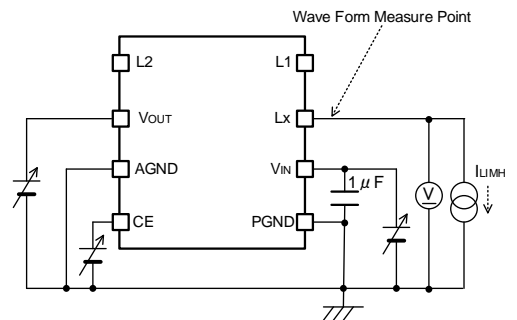 Wave Form Measure Point
L2 L1
VOUT Lx
AGND VIN
1μF
ILIMH
V
CE PGND